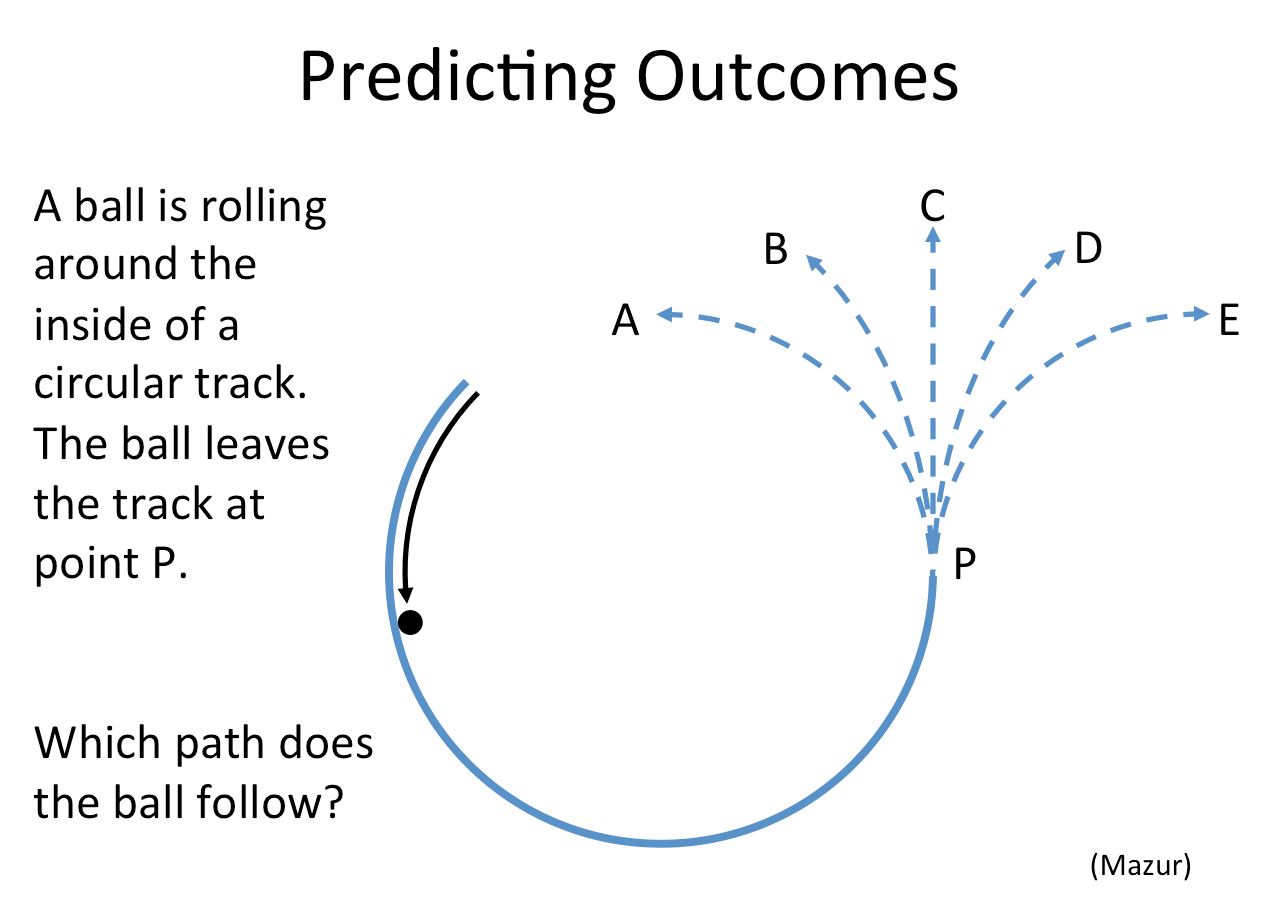 Predicting Outcomes
A ball is rolling
around the
inside of a
circular track.
The ball leaves
the track at
point P.
Which path does
the ball follow?
A
B
C
D
E
P
(Mazur)